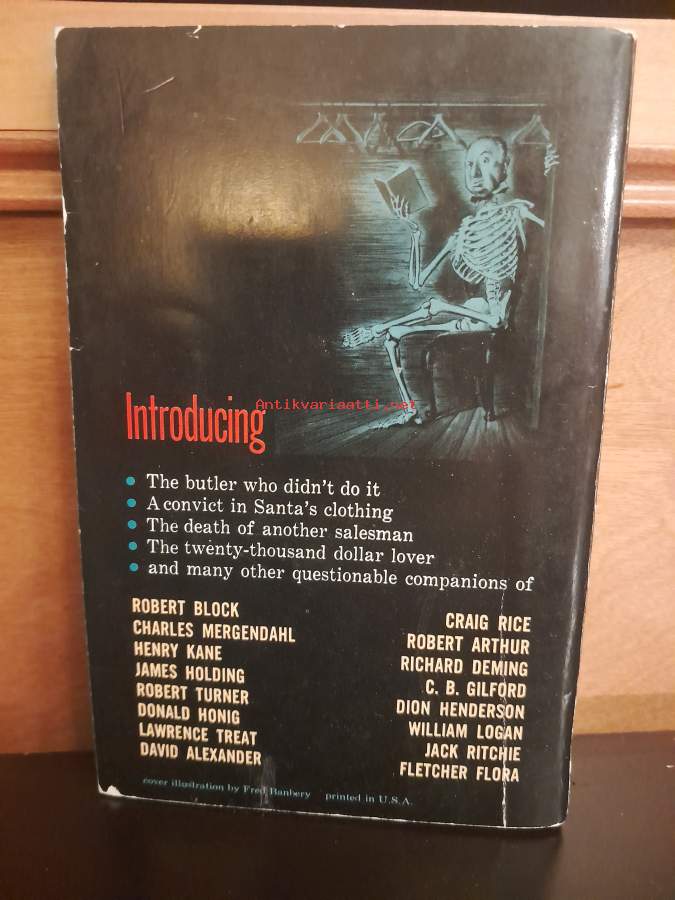 Introducing
Antikvariaatti.net
• The butler who didn't do it
• A convict in Santa's clothing
• The death of another salesman
• The twenty-thousand dollar lover
• and many other questionable companions of
ROBERT BLOCK
CHARLES MERGENDAHL
HENRY KANE
JAMES HOLDING
ROBERT TURNER
DONALD HONIG
LAWRENCE TREAT
DAVID ALEXANDER
CRAIG RICE
ROBERT ARTHUR
RICHARD DEMING
C. B. GILFORD
DION HENDERSON
WILLIAM LOGAN
JACK RITCHIE
FLETCHER FLORA
cover illustration by Fred Banbery printed in U.S.A.